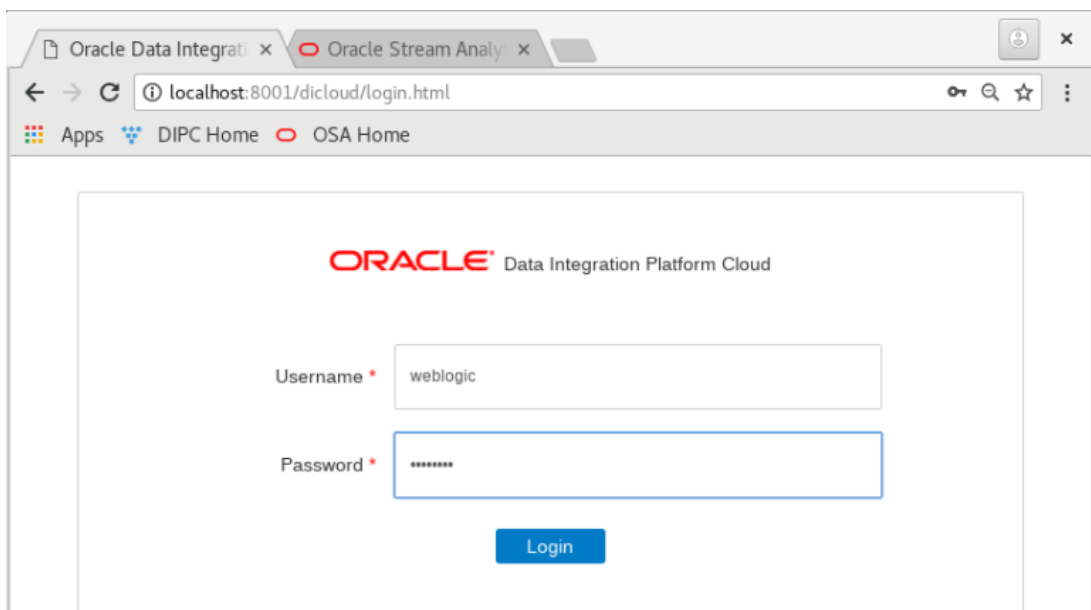 Oracle Data Integrati
Oracle Stream Analy
localhost:8001/dicloud/login.html
Apps DIPC Home OSA Home
ORACLE Data Integration Platform Cloud
Username * weblogic
Password * ••••••••
Login